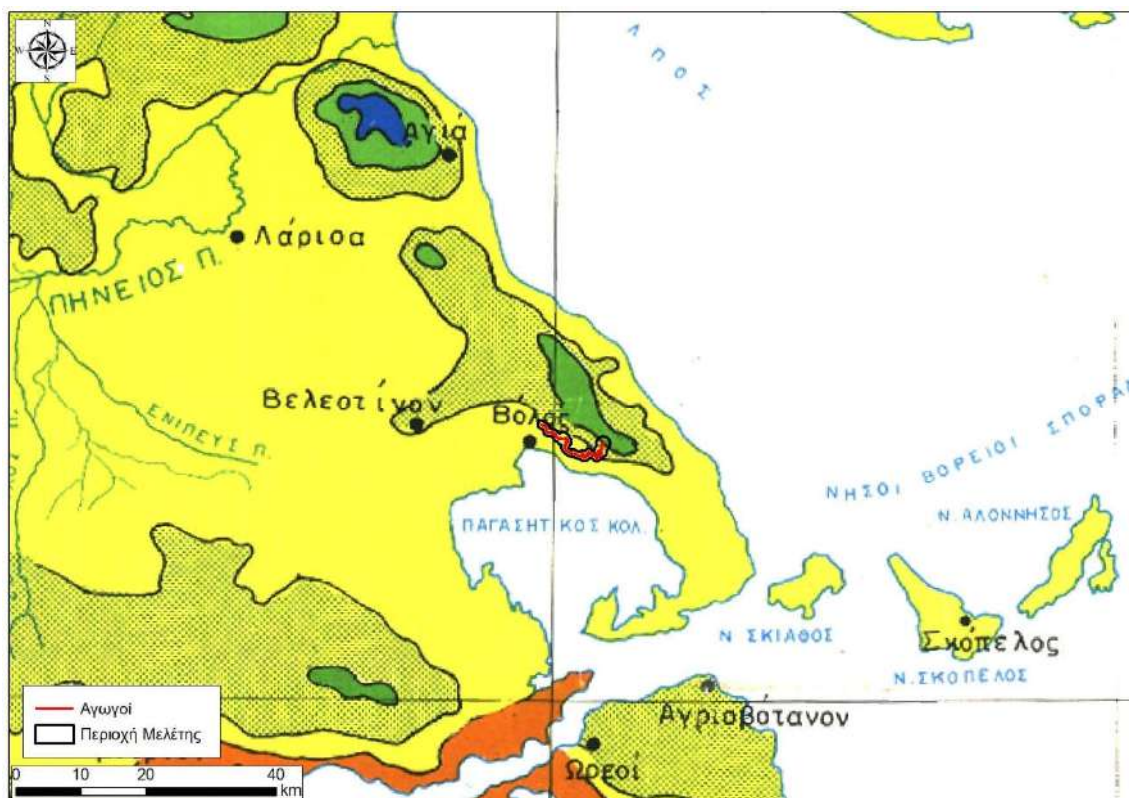 N
W E
S
Λ Π Ο Σ
Αγιά
Λάρισα
ΠΗΝΕΙΟΣ Π.
Βελεστίνον
Βόλος
ΕΝΙΠΕΥΣ Π.
ΝΗΣΟΙ ΒΟΡΕΙΟΙ ΣΠΟΡΑΔ
Ν. ΑΛΟΝΝΗΣΟΣ
ΠΑΓΑΣΗΤΙΚΟΣ ΚΟΛ.
Ν ΣΚΙΑΘΟΣ
Σκόπελος
Ν. ΣΚΟΠΕΛΟΣ
Αγριοβότανον
Ωρεοί
Αγωγοί
Περιοχή Μελέτης
0 10 20 40
km